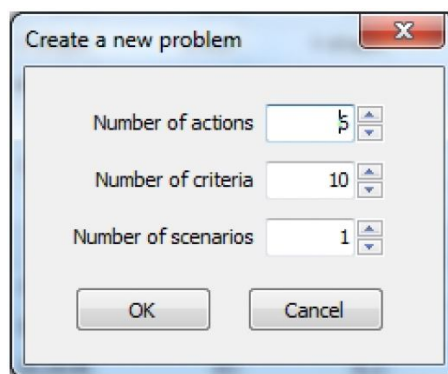 Create a new problem
Number of actions 5
Number of criteria 10
Number of scenarios 1
OK Cancel